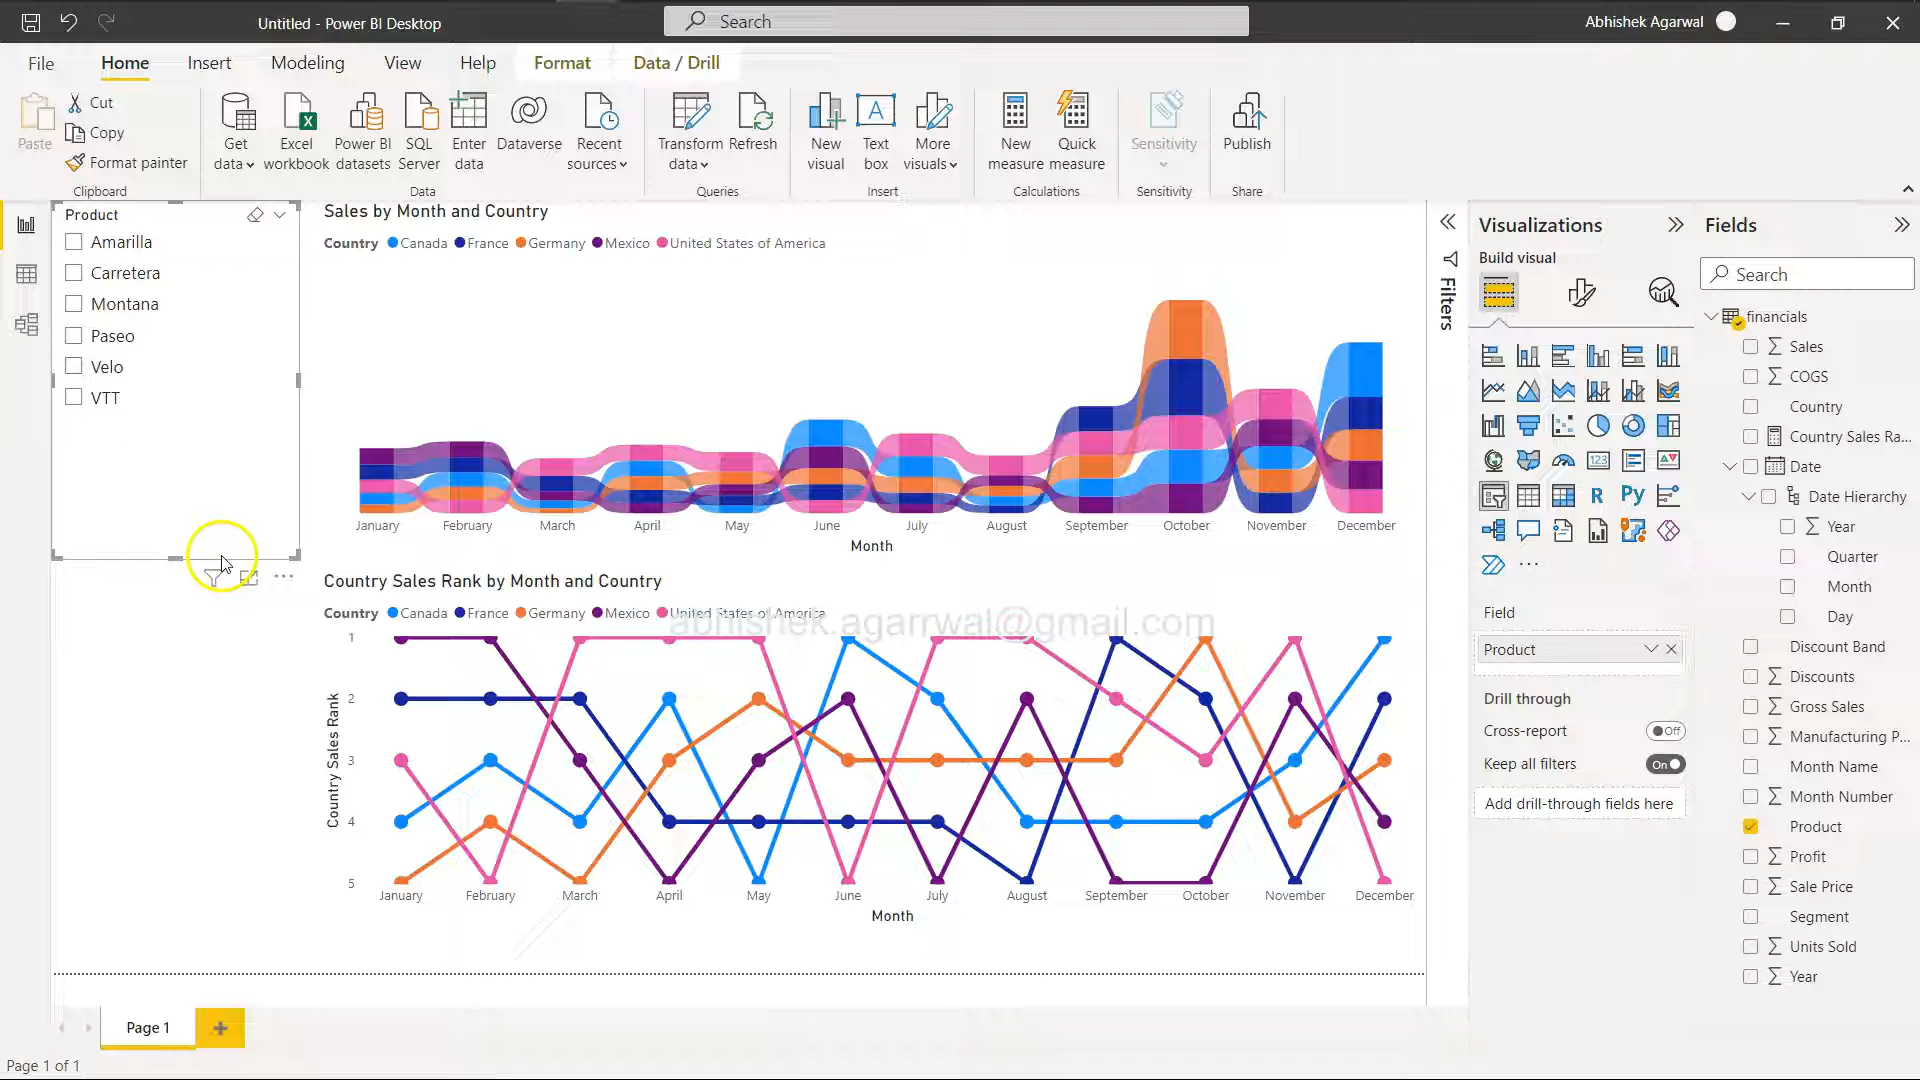 Untitled - Power BI Desktop
Search
Abhishek Agarwal
File
Home
Insert
Modeling
View
Help
Format
Data / Drill
Paste
Cut
Copy
Format painter
Clipboard
Get data
Excel workbook
Power BI datasets
SQL Server
Enter data
Dataverse
Recent sources
Data
Transform data
Refresh
Queries
New visual
Text box
More visuals
Insert
New measure
Quick measure
Calculations
Sensitivity
Sensitivity
Publish
Share
Product
Amarilla
Carretera
Montana
Paseo
Velo
VTT
Sales by Month and Country
Country Canada France Germany Mexico United States of America
January February March April May June July August September October November December
Month
Country Sales Rank by Month and Country
Country Canada France Germany Mexico United States of America
abhishek.agarrwal@gmail.com
Country Sales Rank
1
2
3
4
5
January February March April May June July August September October November December
Month
Filters
Visualizations
Build visual
R
Py
123
Field
Product
Drill through
Cross-report
Off
Keep all filters
On
Add drill-through fields here
Fields
Search
financials
Sales
COGS
Country
Country Sales Ra...
Date
Date Hierarchy
Year
Quarter
Month
Day
Discount Band
Discounts
Gross Sales
Manufacturing P...
Month Name
Month Number
Product
Profit
Sale Price
Segment
Units Sold
Year
Page 1
Page 1 of 1